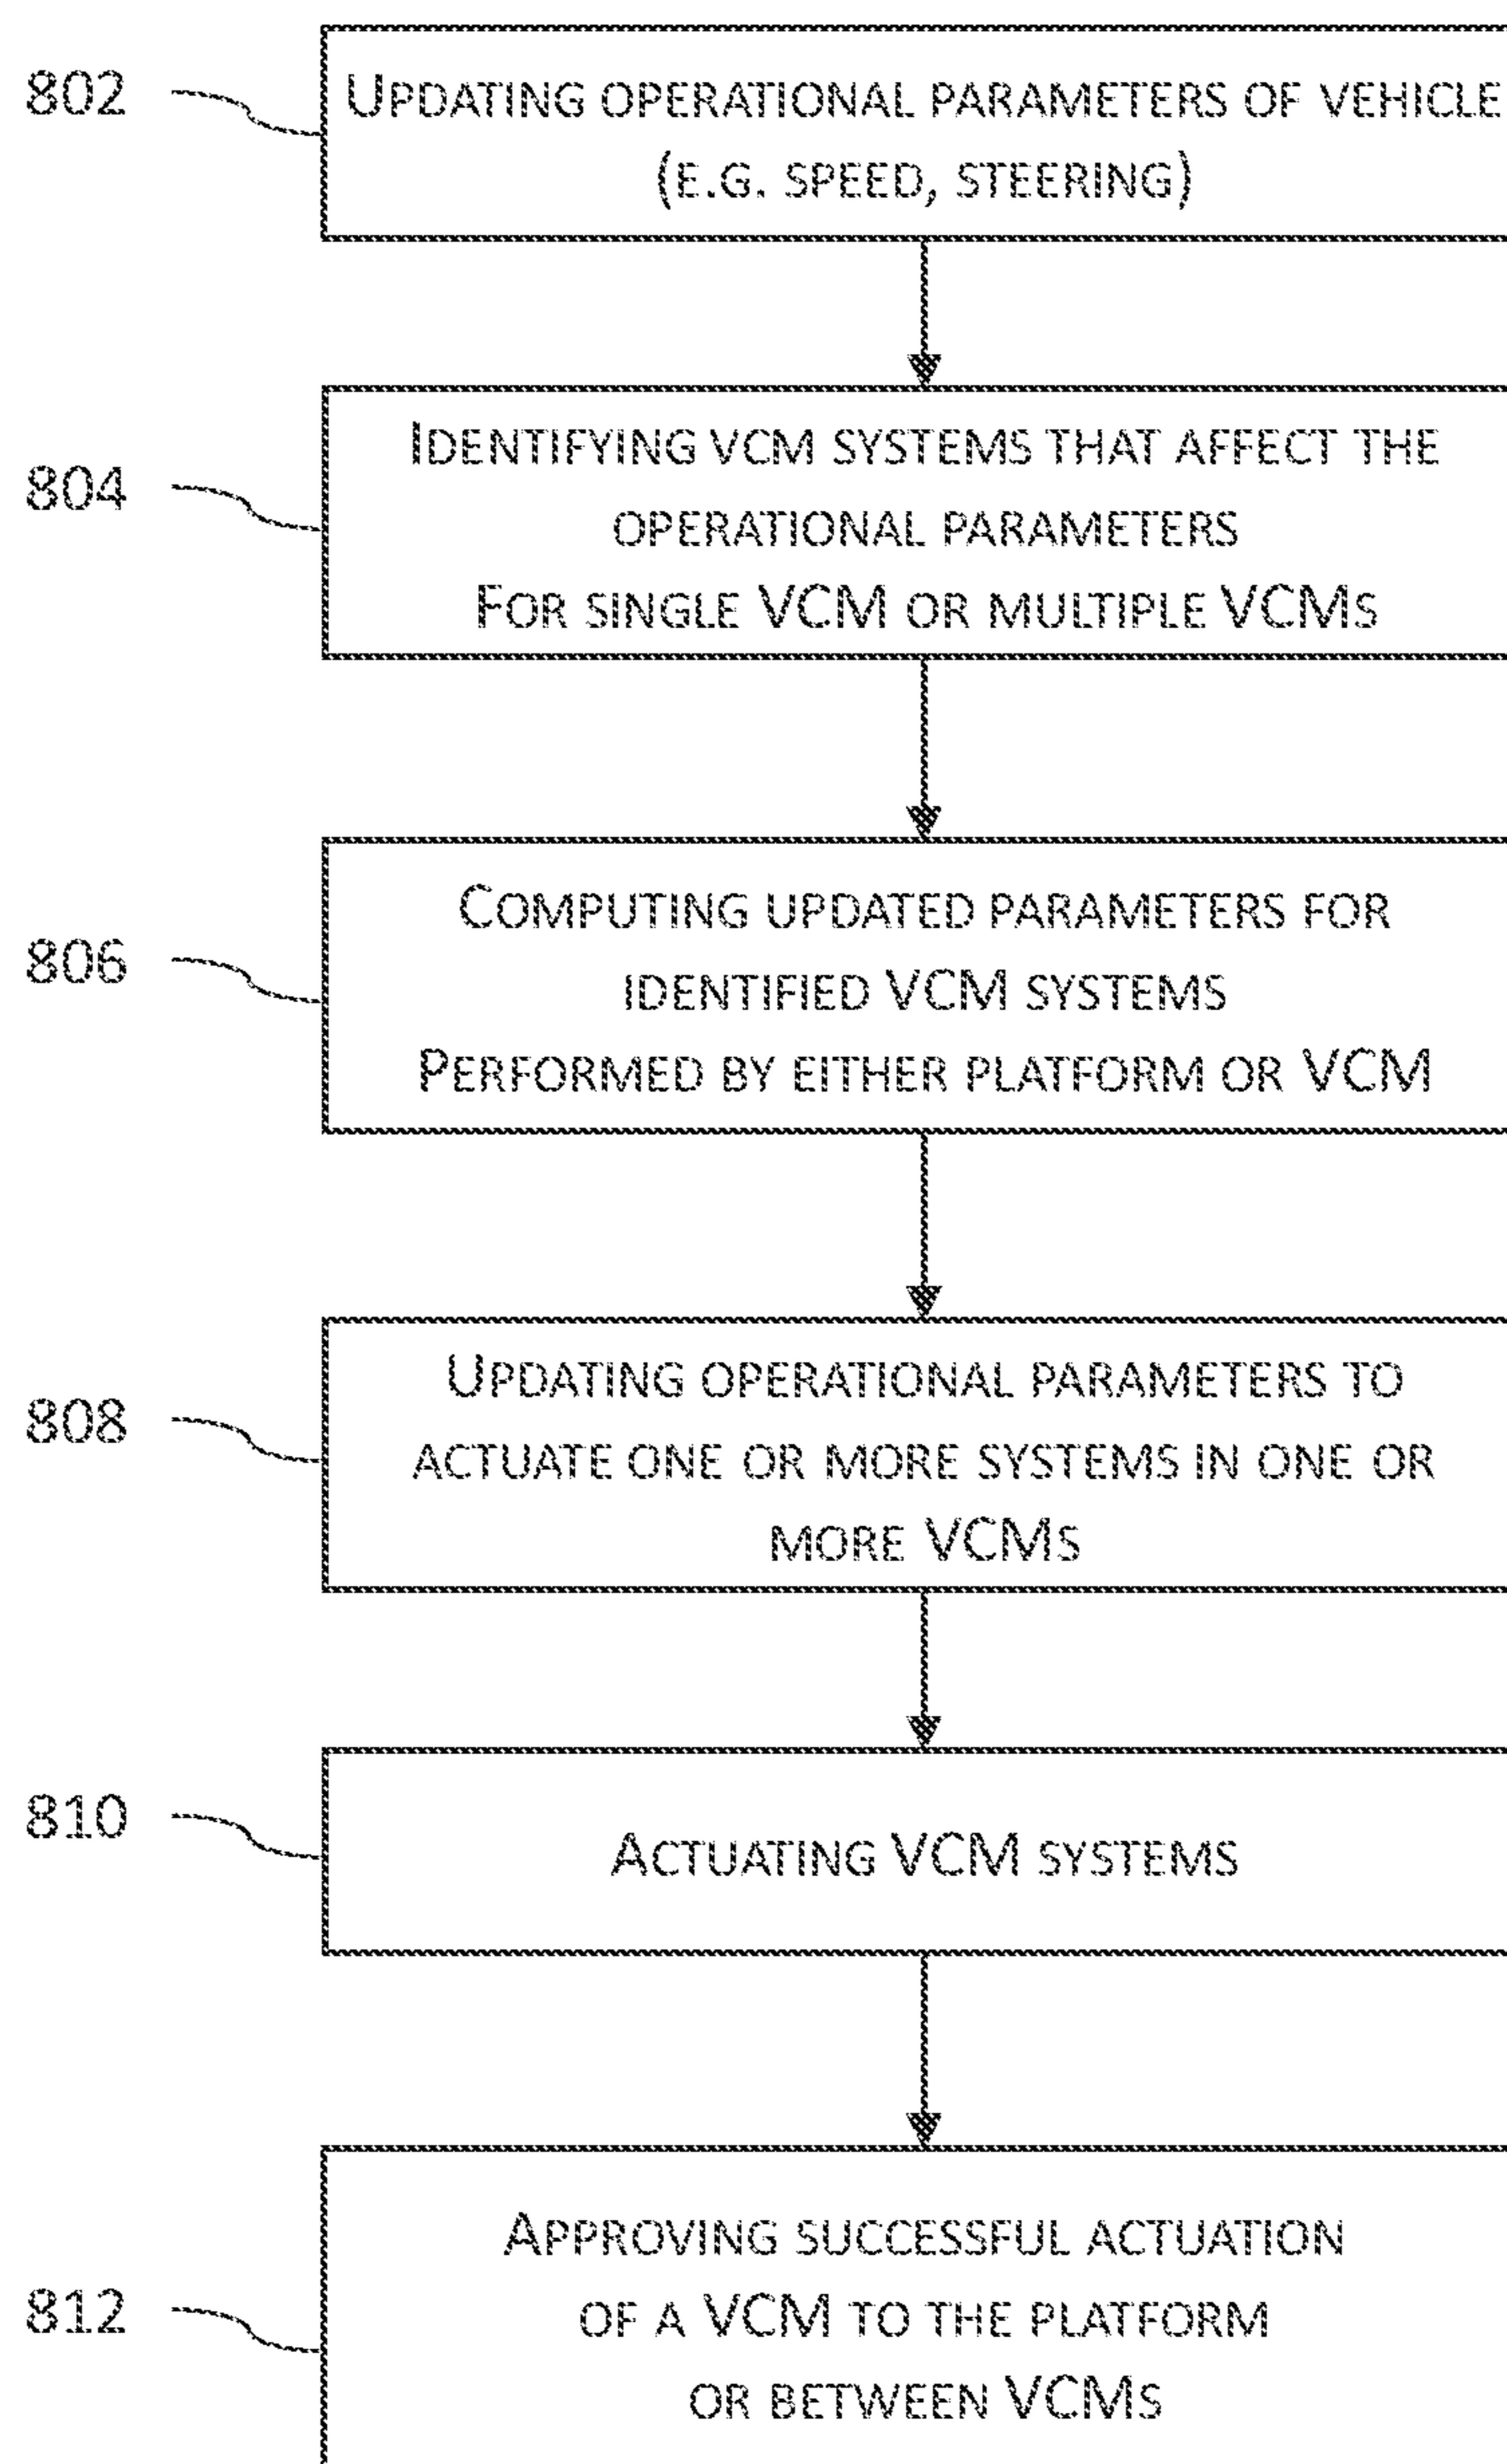 802
UPDATING OPERATIONAL PARAMETERS OF VEHICLE
(E.G. SPEED, STEERING)
804
IDENTIFYING VCM SYSTEMS THAT AFFECT THE
OPERATIONAL PARAMETERS
FOR SINGLE VCM OR MULTIPLE VCMS
806
COMPUTING UPDATED PARAMETERS FOR
IDENTIFIED VCM SYSTEMS
PERFORMED BY EITHER PLATFORM OR VCM
808
UPDATING OPERATIONAL PARAMETERS TO
ACTUATE ONE OR MORE SYSTEMS IN ONE OR
MORE VCMS
810
ACTUATING VCM SYSTEMS
812
APPROVING SUCCESSFUL ACTUATION
OF A VCM TO THE PLATFORM
OR BETWEEN VCMS